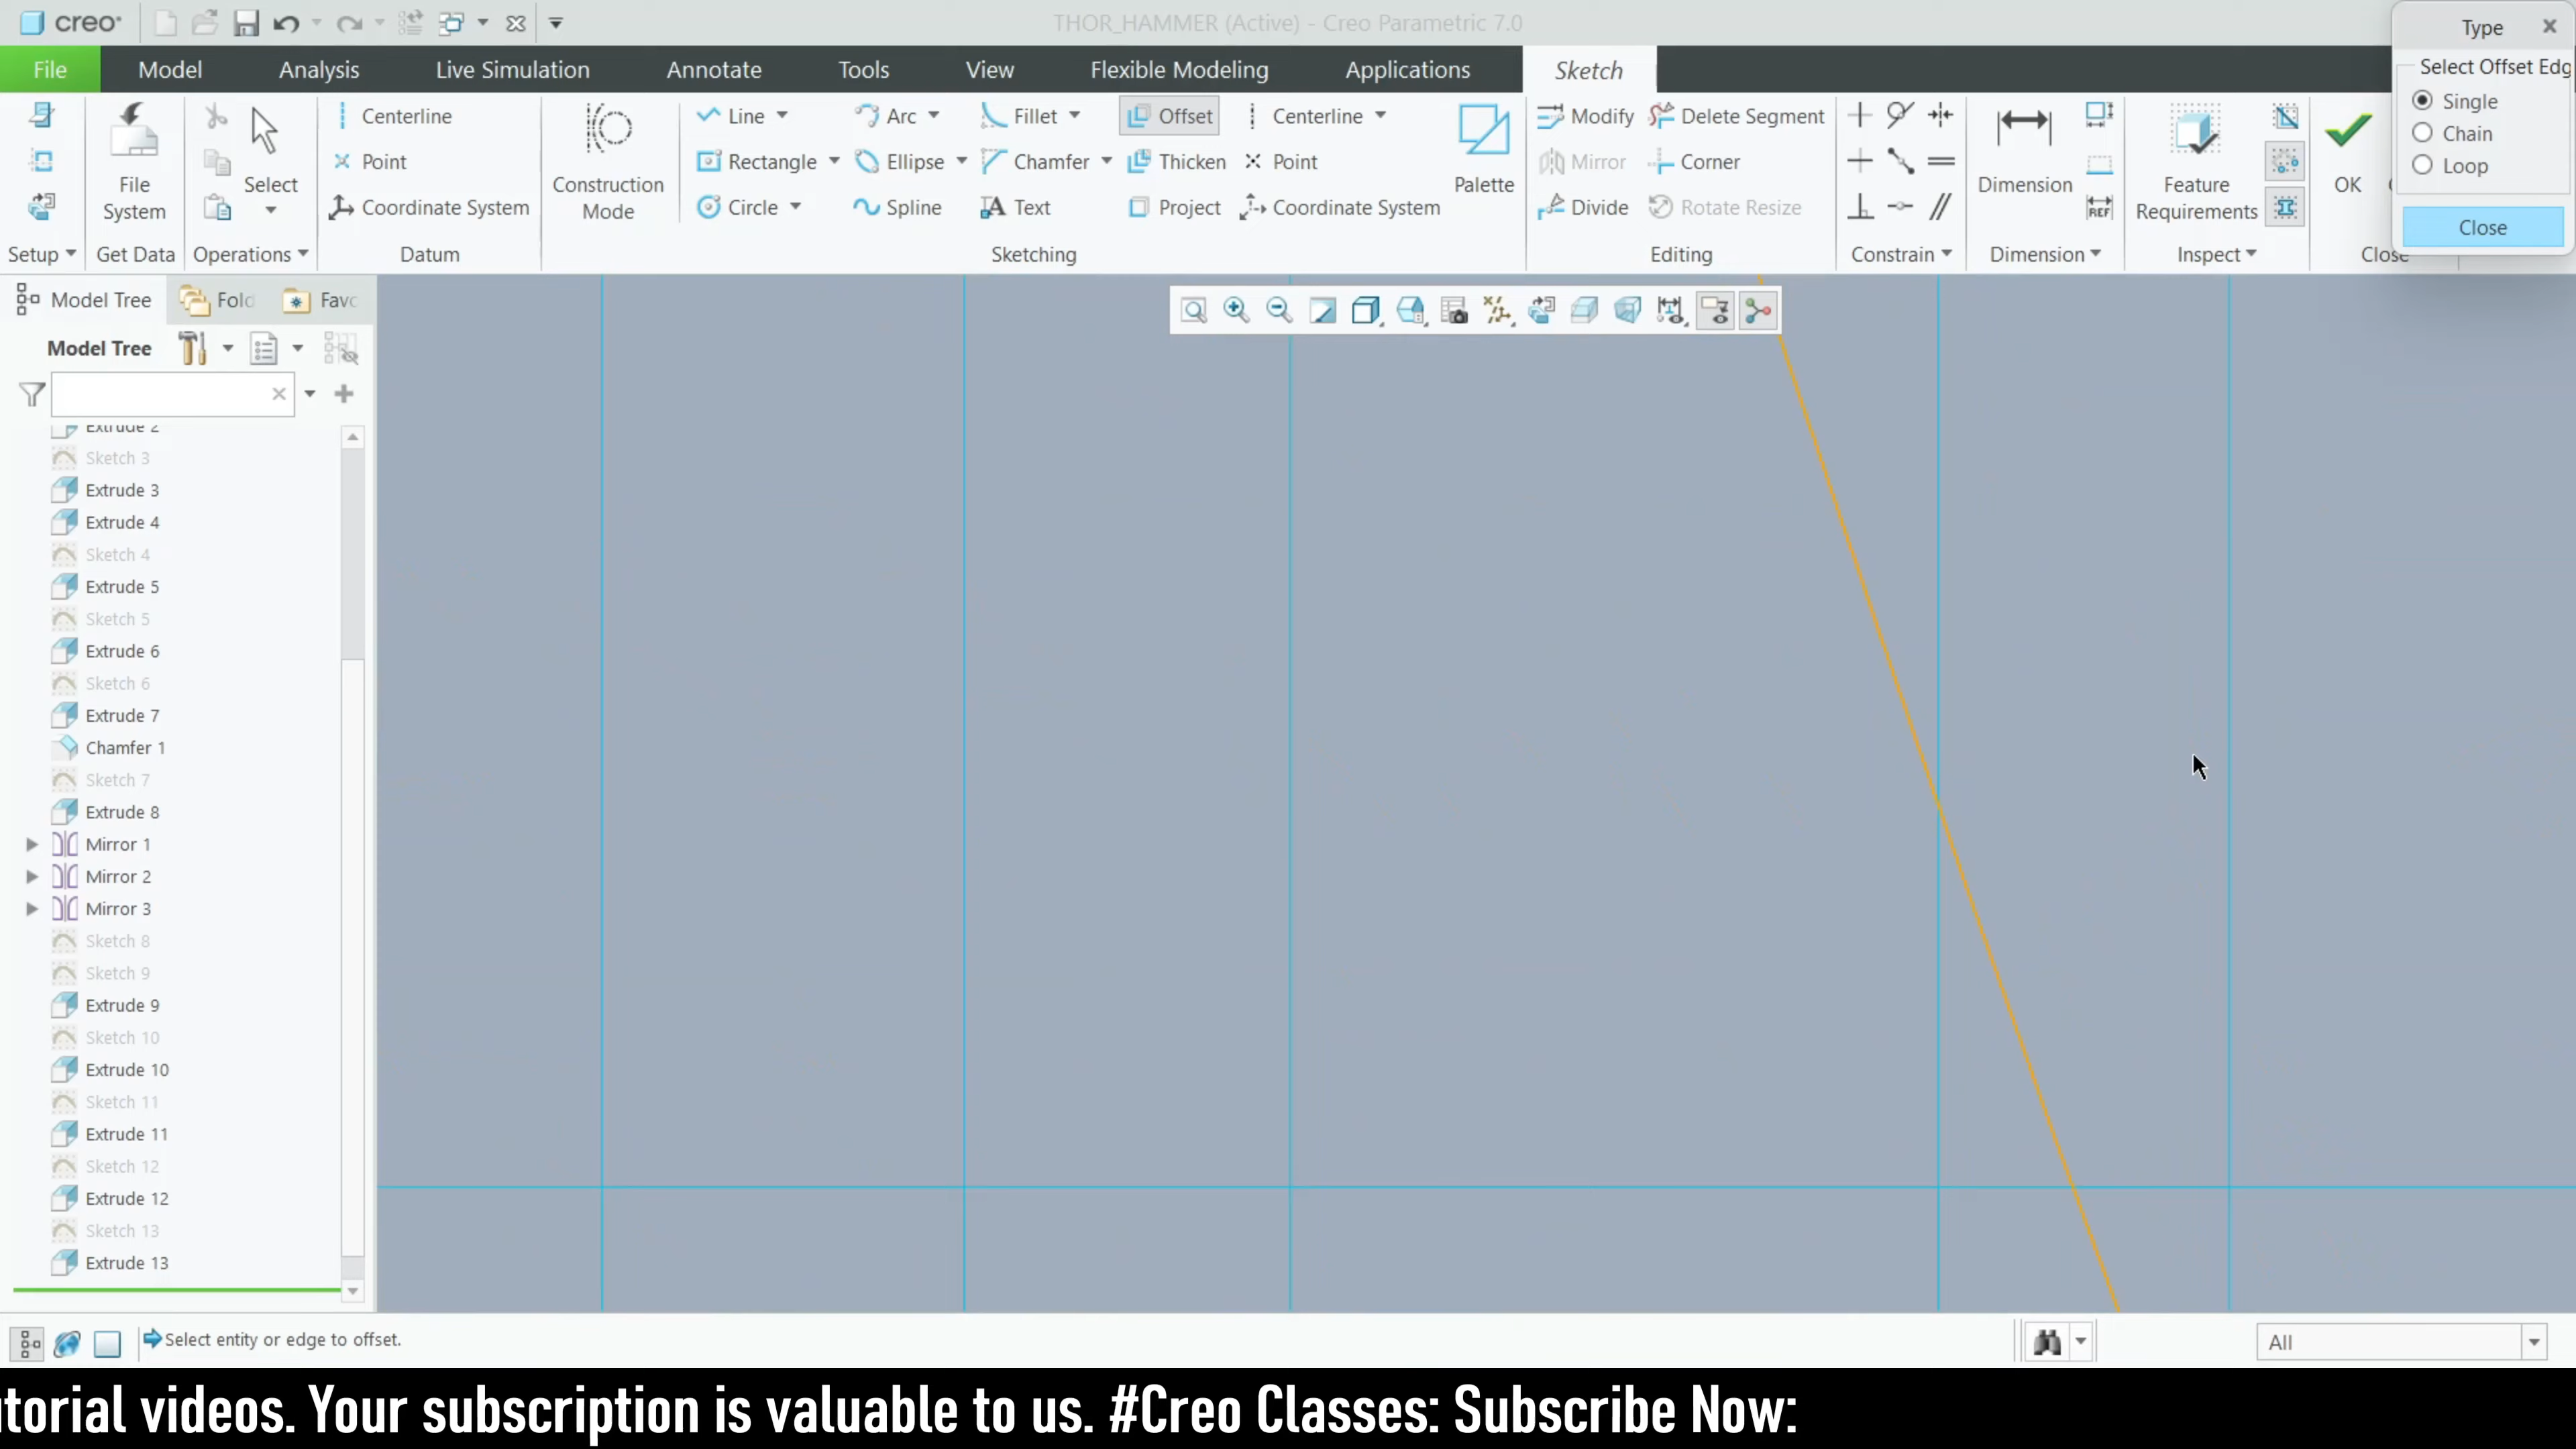 creo
THOR_HAMMER (Active) - Creo Parametric 7.0
File
Model
Analysis
Live Simulation
Annotate
Tools
View
Flexible Modeling
Applications
Sketch
Type
Select Offset Edg
Single
Chain
Loop
Close
Setup
File
System
Get Data
Select
Operations
Centerline
Point
Coordinate System
Datum
Construction
Mode
Line
Arc
Fillet
Offset
Centerline
Rectangle
Ellipse
Chamfer
Thicken
Point
Circle
Spline
Text
Project
Coordinate System
Sketching
Palette
Modify
Delete Segment
Mirror
Corner
Divide
Rotate Resize
Editing
Constrain
Dimension
REF
Dimension
Feature
Requirements
Inspect
OK
Close
Model Tree
Fold
Favo
Model Tree
Extrude 2
Sketch 3
Extrude 3
Extrude 4
Sketch 4
Extrude 5
Sketch 5
Extrude 6
Sketch 6
Extrude 7
Chamfer 1
Sketch 7
Extrude 8
Mirror 1
Mirror 2
Mirror 3
Sketch 8
Sketch 9
Extrude 9
Sketch 10
Extrude 10
Sketch 11
Extrude 11
Sketch 12
Extrude 12
Sketch 13
Extrude 13
Select entity or edge to offset.
All
torial videos. Your subscription is valuable to us. #Creo Classes: Subscribe Now: